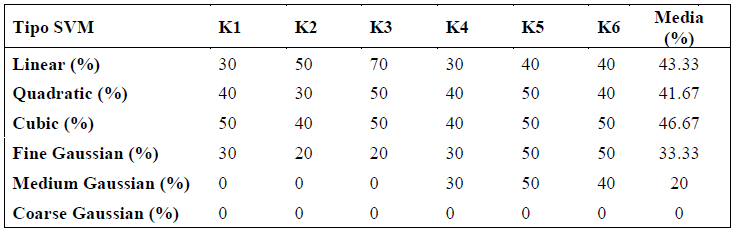 Tipo SVM K1 K2 K3 K4 K5 K6 Media (%)
Linear (%) 30 50 70 30 40 40 43.33
Quadratic (%) 40 30 50 40 50 40 41.67
Cubic (%) 50 40 50 40 50 50 46.67
Fine Gaussian (%) 30 20 20 30 50 50 33.33
Medium Gaussian (%) 0 0 0 30 50 40 20
Coarse Gaussian (%) 0 0 0 0 0 0 0